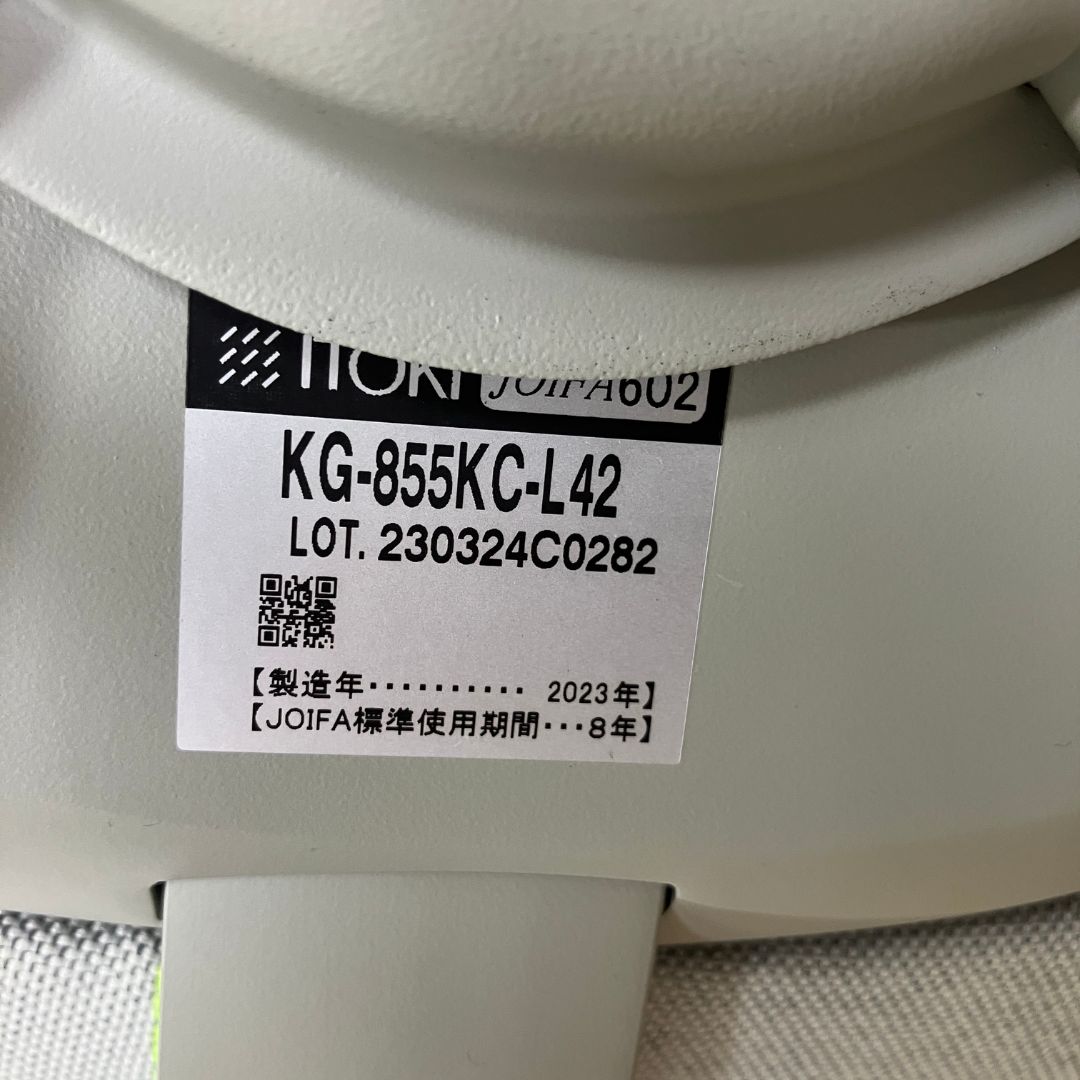 ITOKI JOIFA602
KG-855KC-L42
LOT. 230324C0282
【製造年・・・・・・・・・・ 2023年】
【JOIFA標準使用期間・・・8年】